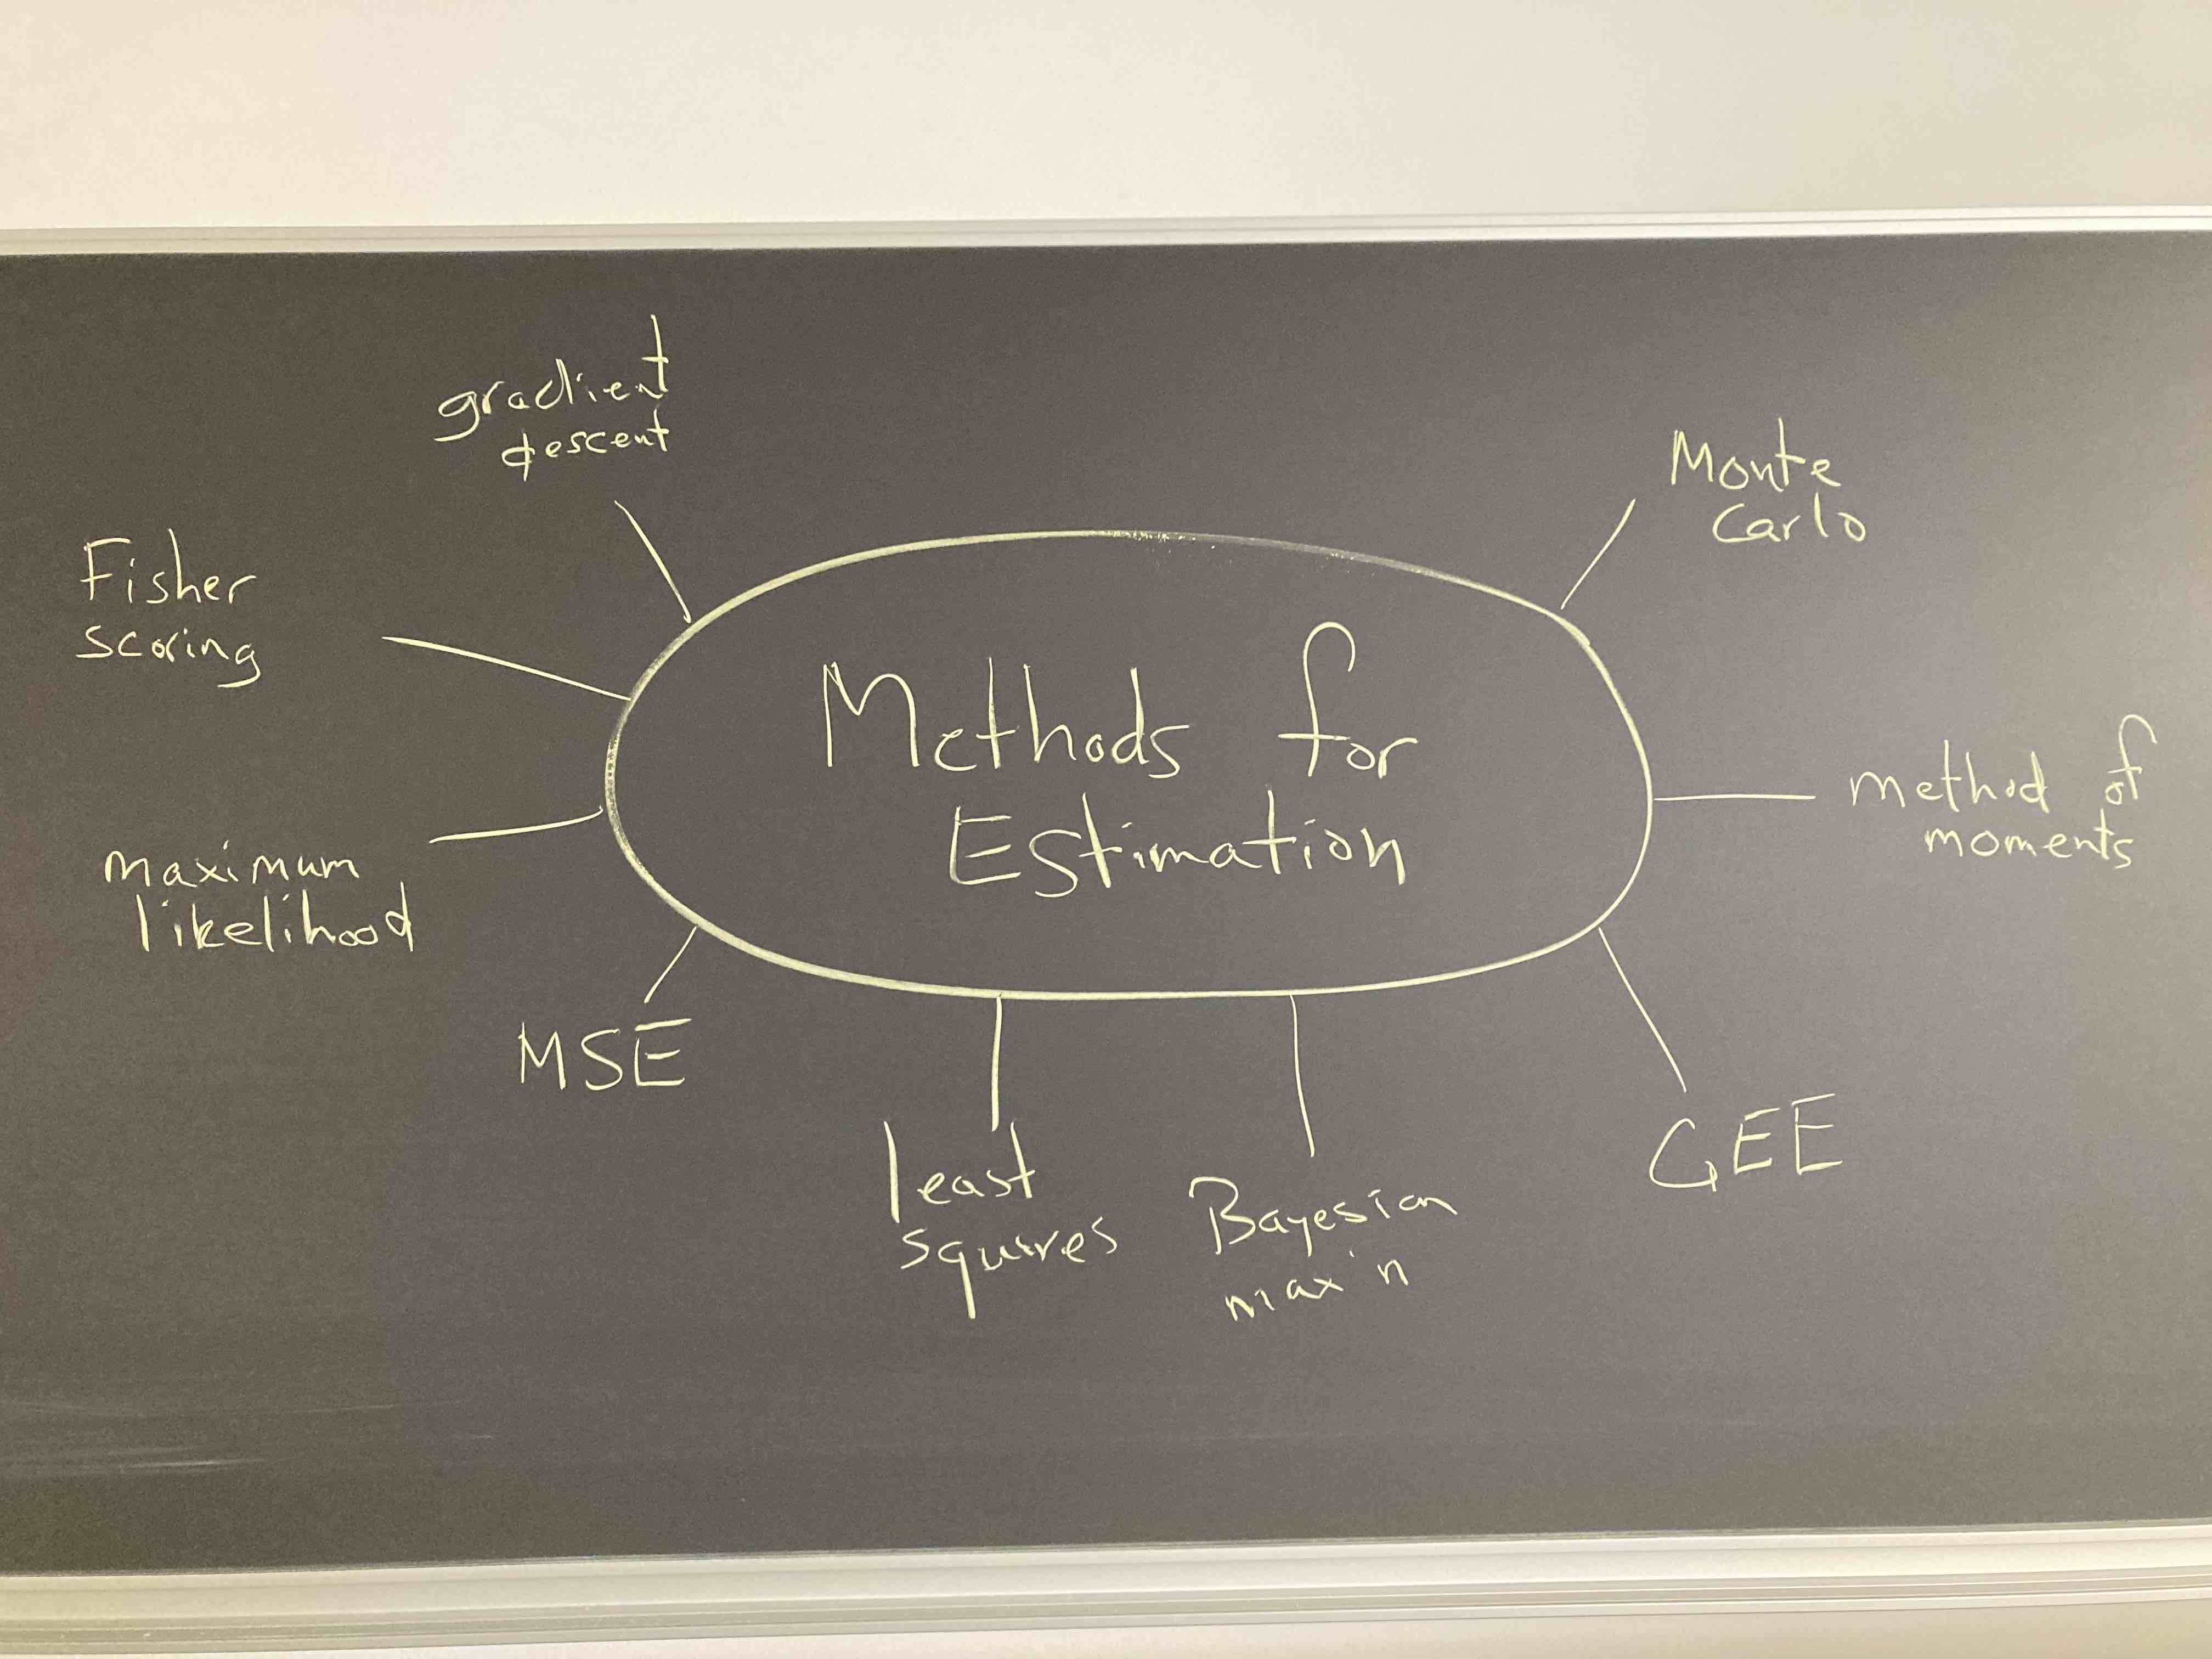 gradient
descent
Monte
Carlo
Fisher
scoring
Methods for
Estimation
method of
moments
maximum
likelihood
MSE
least
squares
Bayesian
max'n
GEE